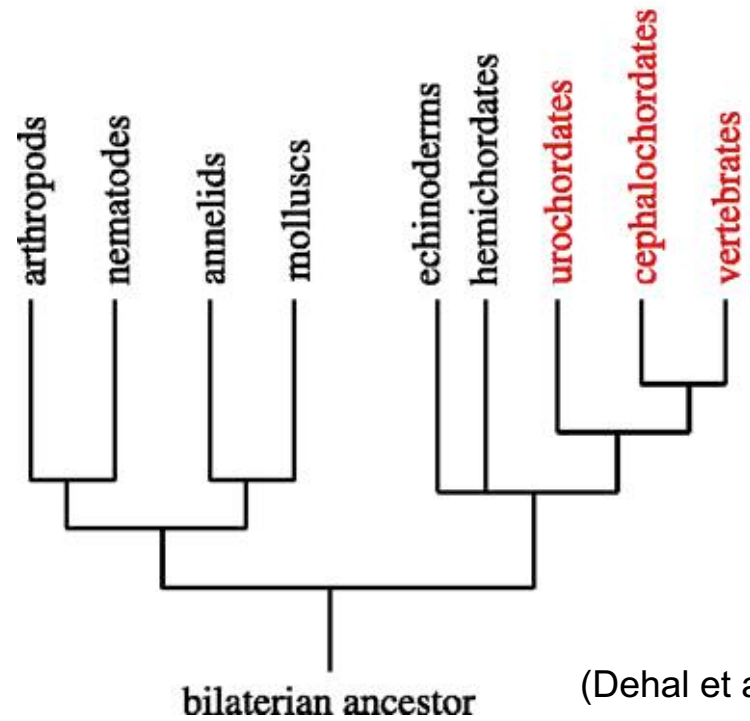 arthropods
nematodes
annelids
molluscs
echinoderms
hemichordates
urochordates
cephalochordates
vertebrates
bilaterian ancestor
(Dehal et a